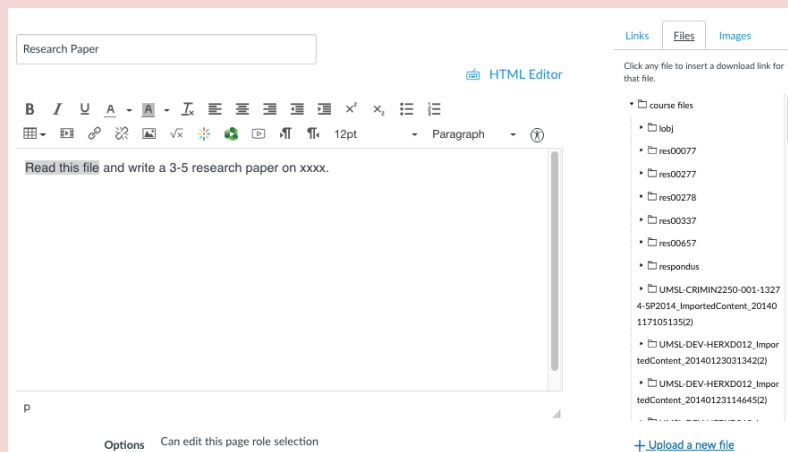 Research Paper
HTML Editor
12pt
Paragraph
Read this file and write a 3-5 research paper on xxxx.
p
Options Can edit this page role selection
Links Files Images
Click any file to insert a download link for
that file.
course files
lobj
res00077
res00277
res00278
res00337
res00657
respondus
UMSL-CRIMIN2250-001-1327
4-SP2014_ImportedContent_20140
117105135(2)
UMSL-DEV-HERXD012_Impor
tedContent_20140123031342(2)
UMSL-DEV-HERXD012_Impor
tedContent_20140123114645(2)
Upload a new file